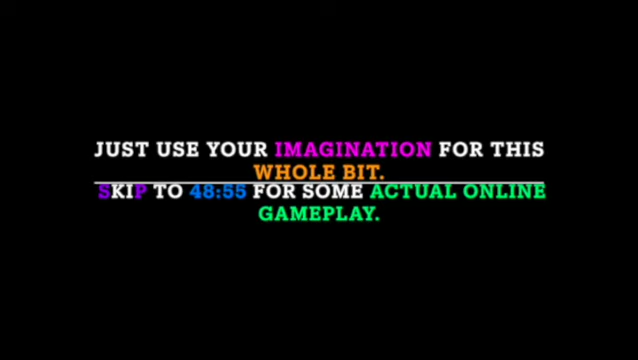 JUST USE YOUR IMAGINATION FOR THIS
WHOLE BIT.
SKIP TO 48:55 FOR SOME ACTUAL ONLINE
GAMEPLAY.